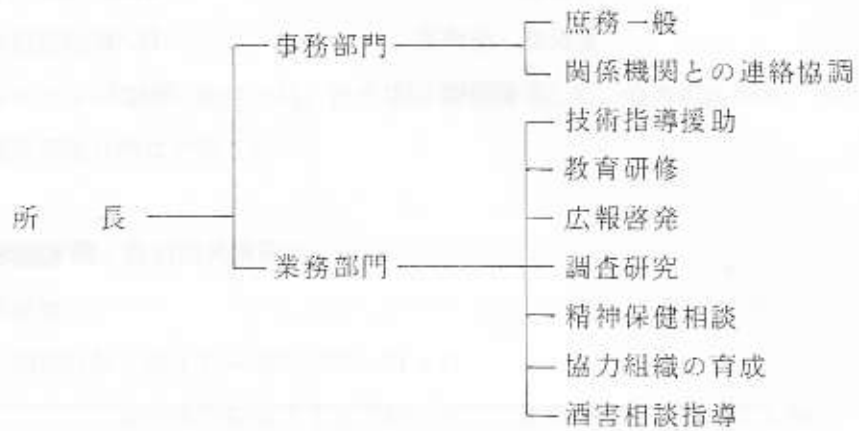 所長
事務部門
庶務一般
関係機関との連絡協調
業務部門
技術指導援助
教育研修
広報啓発
調査研究
精神保健相談
協力組織の育成
酒害相談指導